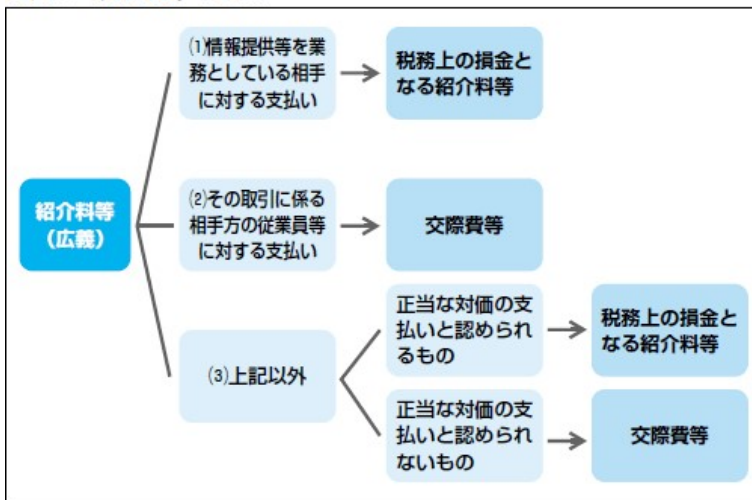 (1)情報提供等を業
務としている相手
に対する支払い
税務上の損金と
なる紹介料等
紹介料等
(広義)
(2)その取引に係る
相手方の従業員等
に対する支払い
交際費等
(3)上記以外
正当な対価の支
払いと認められ
るもの
税務上の損金と
なる紹介料等
正当な対価の支
払いと認められ
ないもの
交際費等